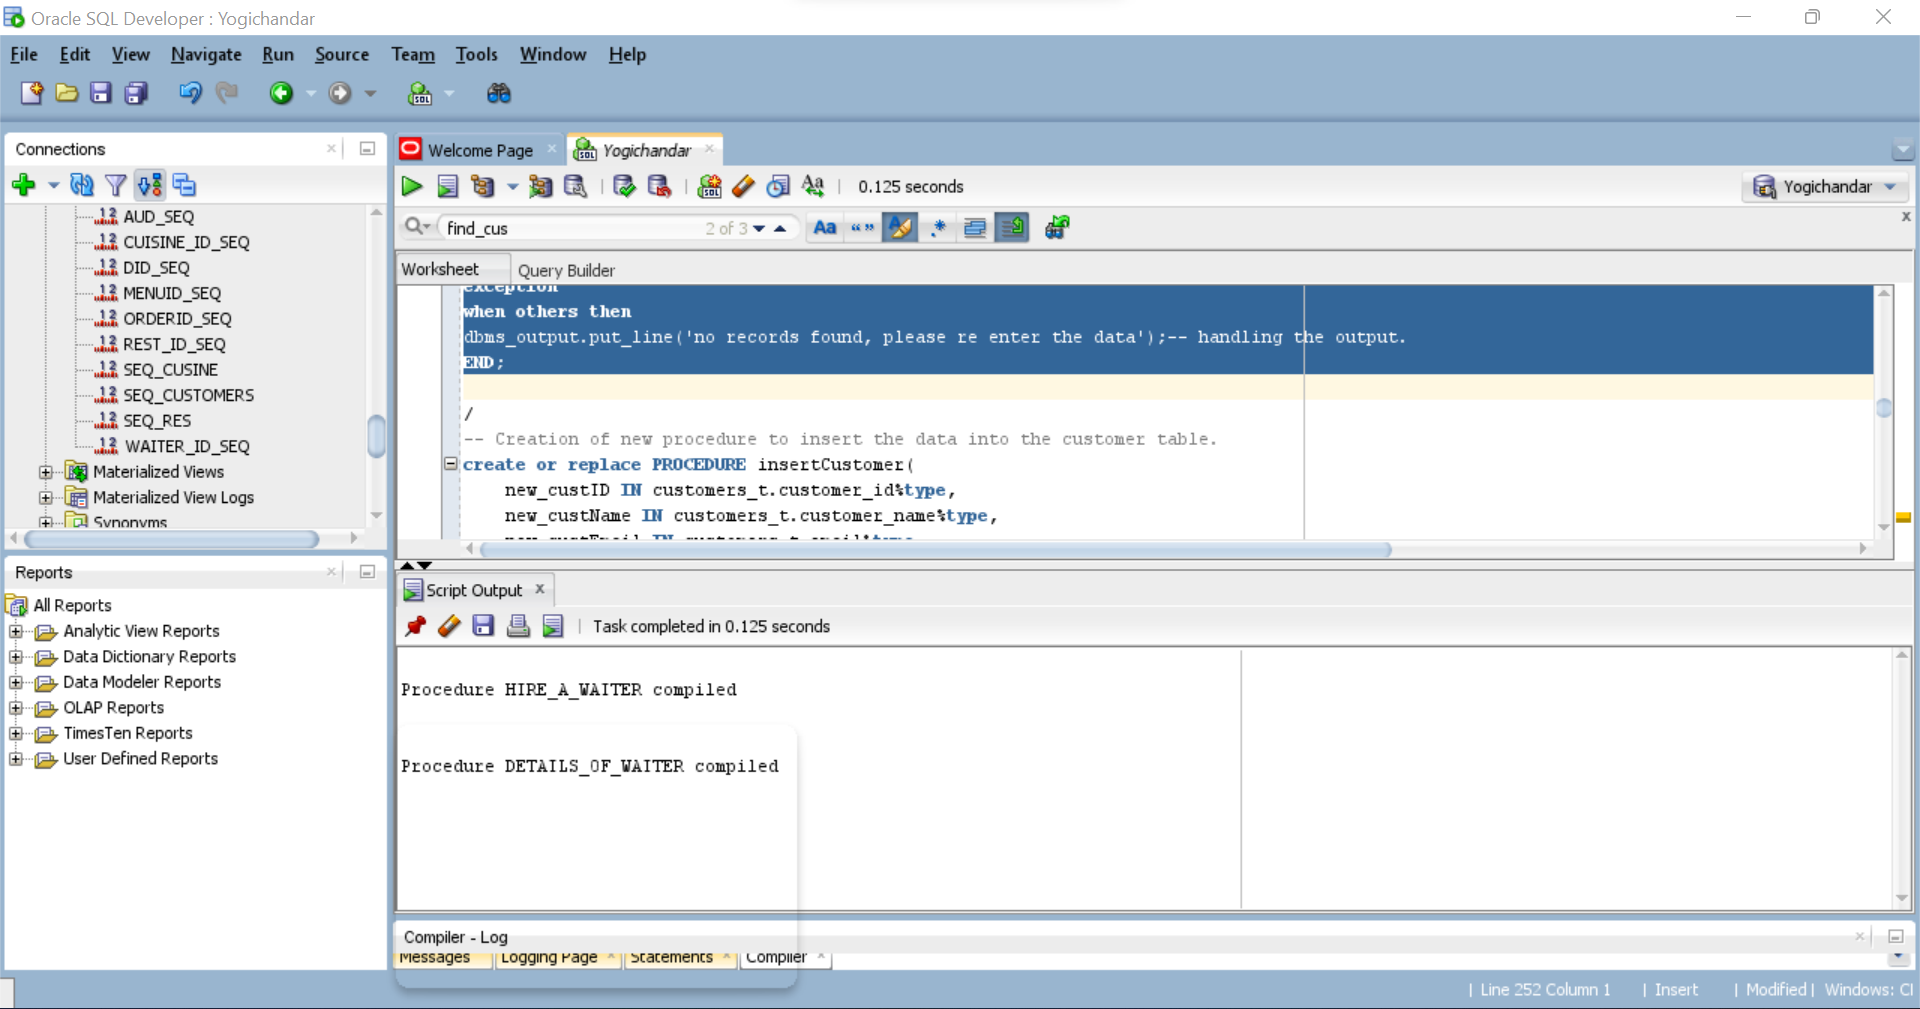 Oracle SQL Developer : Yogichandar
File Edit View Navigate Run Source Team Tools Window Help
Connections
AUD_SEQ
CUISINE_ID_SEQ
DID_SEQ
MENUID_SEQ
ORDERID_SEQ
REST_ID_SEQ
SEQ_CUSINE
SEQ_CUSTOMERS
SEQ_RES
WAITER_ID_SEQ
Materialized Views
Materialized View Logs
Synonyms
Reports
All Reports
Analytic View Reports
Data Dictionary Reports
Data Modeler Reports
OLAP Reports
TimesTen Reports
User Defined Reports
Welcome Page
Yogichandar
0.125 seconds
Yogichandar
find_cus 2 of 3
Worksheet Query Builder
exception
when others then
dbms_output.put_line('no records found, please re enter the data');-- handling the output.
END;
/
-- Creation of new procedure to insert the data into the customer table.
create or replace PROCEDURE insertCustomer(
new_custID IN customers_t.customer_id%type,
new_custName IN customers_t.customer_name%type,
Script Output
Task completed in 0.125 seconds
Procedure HIRE_A_WAITER compiled
Procedure DETAILS_OF_WAITER compiled
Compiler - Log
Messages Logging Page Statements Compiler
| Line 252 Column 1 | Insert | Modified | Windows: Cl